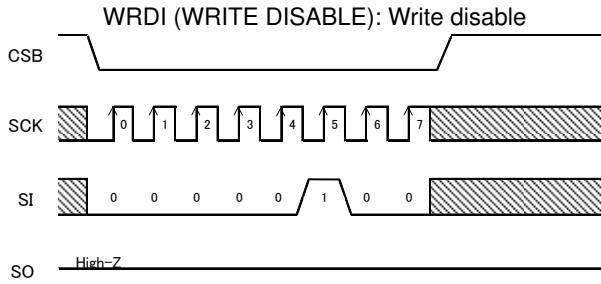 WRDI (WRITE DISABLE): Write disable
CSB
SCK
0 1 2 3 4 5 6 7
SI
0 0 0 0 0 1 0 0
High-Z
SO